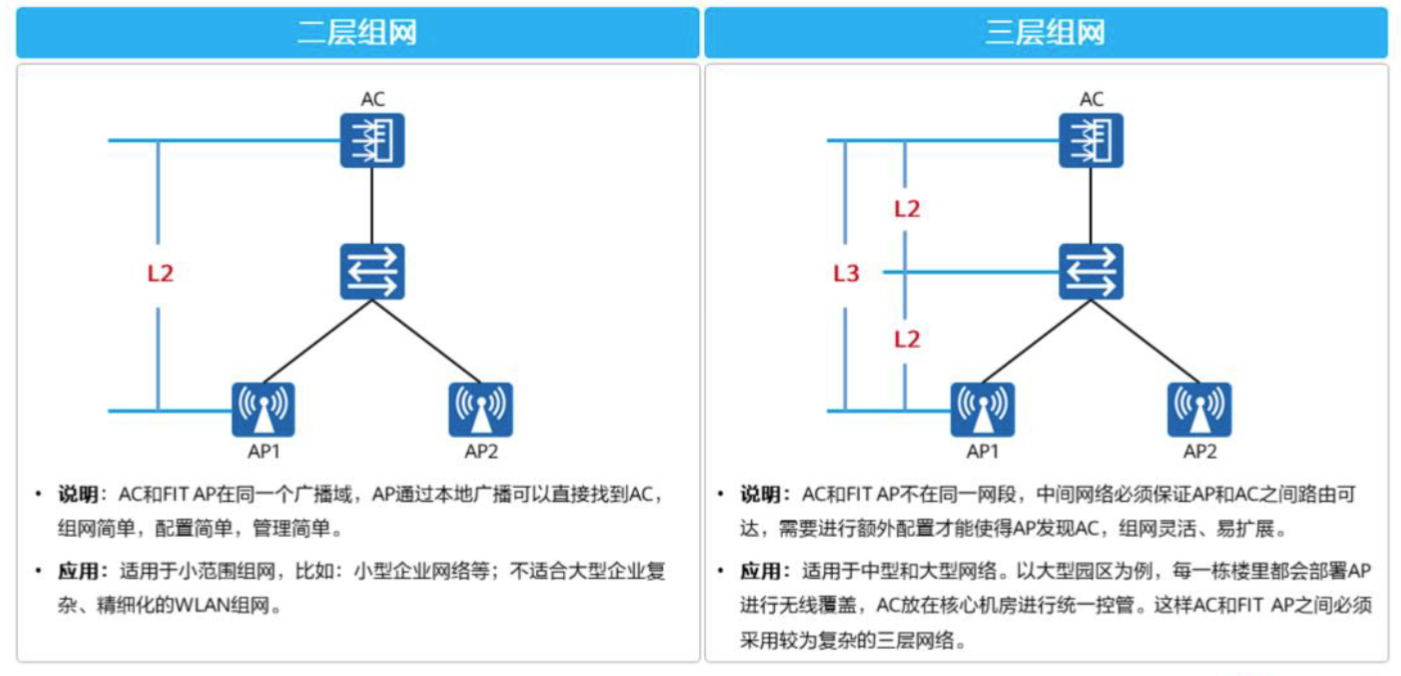 二层组网
AC
L2
AP1
AP2
• 说明：AC和FIT AP在同一个广播域，AP通过本地广播可以直接找到AC，
组网简单，配置简单，管理简单。
• 应用：适用于小范围组网，比如：小型企业网络等；不适合大型企业复
杂、精细化的WLAN组网。
三层组网
AC
L2
L3
L2
AP1
AP2
• 说明：AC和FIT AP不在同一网段，中间网络必须保证AP和AC之间路由可
达，需要进行额外配置才能使得AP发现AC，组网灵活、易扩展。
• 应用：适用于中型和大型网络。以大型园区为例，每一栋楼里都会部署AP
进行无线覆盖，AC放在核心机房进行统一控管。这样AC和FIT AP之间必须
采用较为复杂的三层网络。